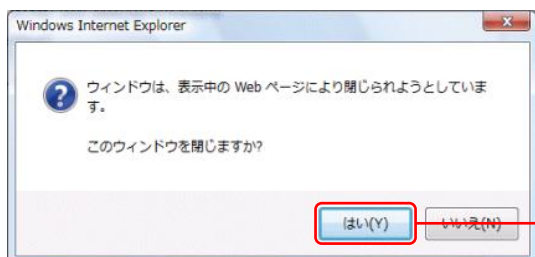 Windows Internet Explorer
ウィンドウは、表示中の Web ページにより閉じられようとしていま
す。
このウィンドウを閉じますか?
はい(Y) いいえ(N)